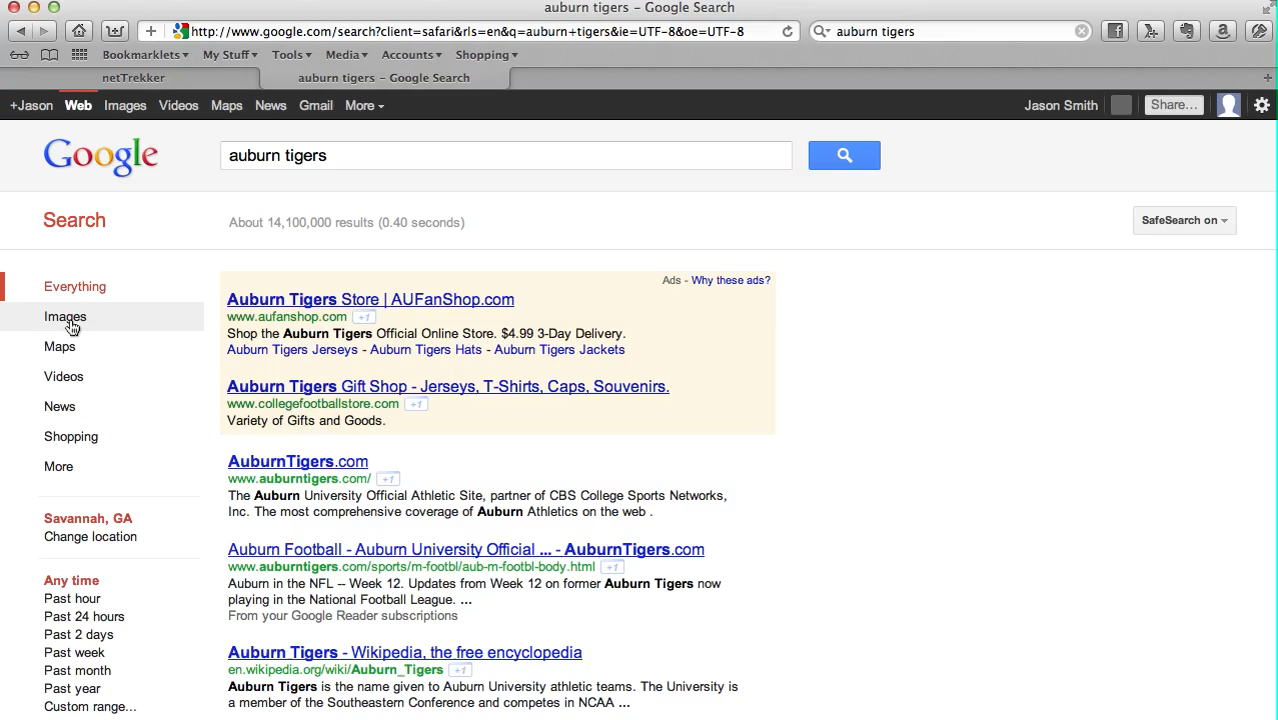 auburn tigers – Google Search
http://www.google.com/search?client=safari&rls=en&q=auburn+tigers&ie=UTF-8&oe=UTF-8
auburn tigers
Bookmarklets My Stuff Tools Media Accounts Shopping
netTrekker auburn tigers – Google Search
+Jason Web Images Videos Maps News Gmail More Jason Smith Share...
Google auburn tigers
Search About 14,100,000 results (0.40 seconds) SafeSearch on
Everything
Images
Maps
Videos
News
Shopping
More
Savannah, GA
Change location
Any time
Past hour
Past 24 hours
Past 2 days
Past week
Past month
Past year
Custom range...
Ads - Why these ads?
Auburn Tigers Store | AUFanShop.com
www.aufanshop.com +1
Shop the Auburn Tigers Official Online Store. $4.99 3-Day Delivery.
Auburn Tigers Jerseys - Auburn Tigers Hats - Auburn Tigers Jackets
Auburn Tigers Gift Shop - Jerseys, T-Shirts, Caps, Souvenirs.
www.collegefootballstore.com +1
Variety of Gifts and Goods.
AuburnTigers.com
www.auburntigers.com/ +1
The Auburn University Official Athletic Site, partner of CBS College Sports Networks,
Inc. The most comprehensive coverage of Auburn Athletics on the web .
Auburn Football - Auburn University Official ... - AuburnTigers.com
www.auburntigers.com/sports/m-footbl/aub-m-footbl-body.html +1
Auburn in the NFL -- Week 12. Updates from Week 12 on former Auburn Tigers now
playing in the National Football League. ...
From your Google Reader subscriptions
Auburn Tigers - Wikipedia, the free encyclopedia
en.wikipedia.org/wiki/Auburn_Tigers +1
Auburn Tigers is the name given to Auburn University athletic teams. The University is
a member of the Southeastern Conference and competes in NCAA ...